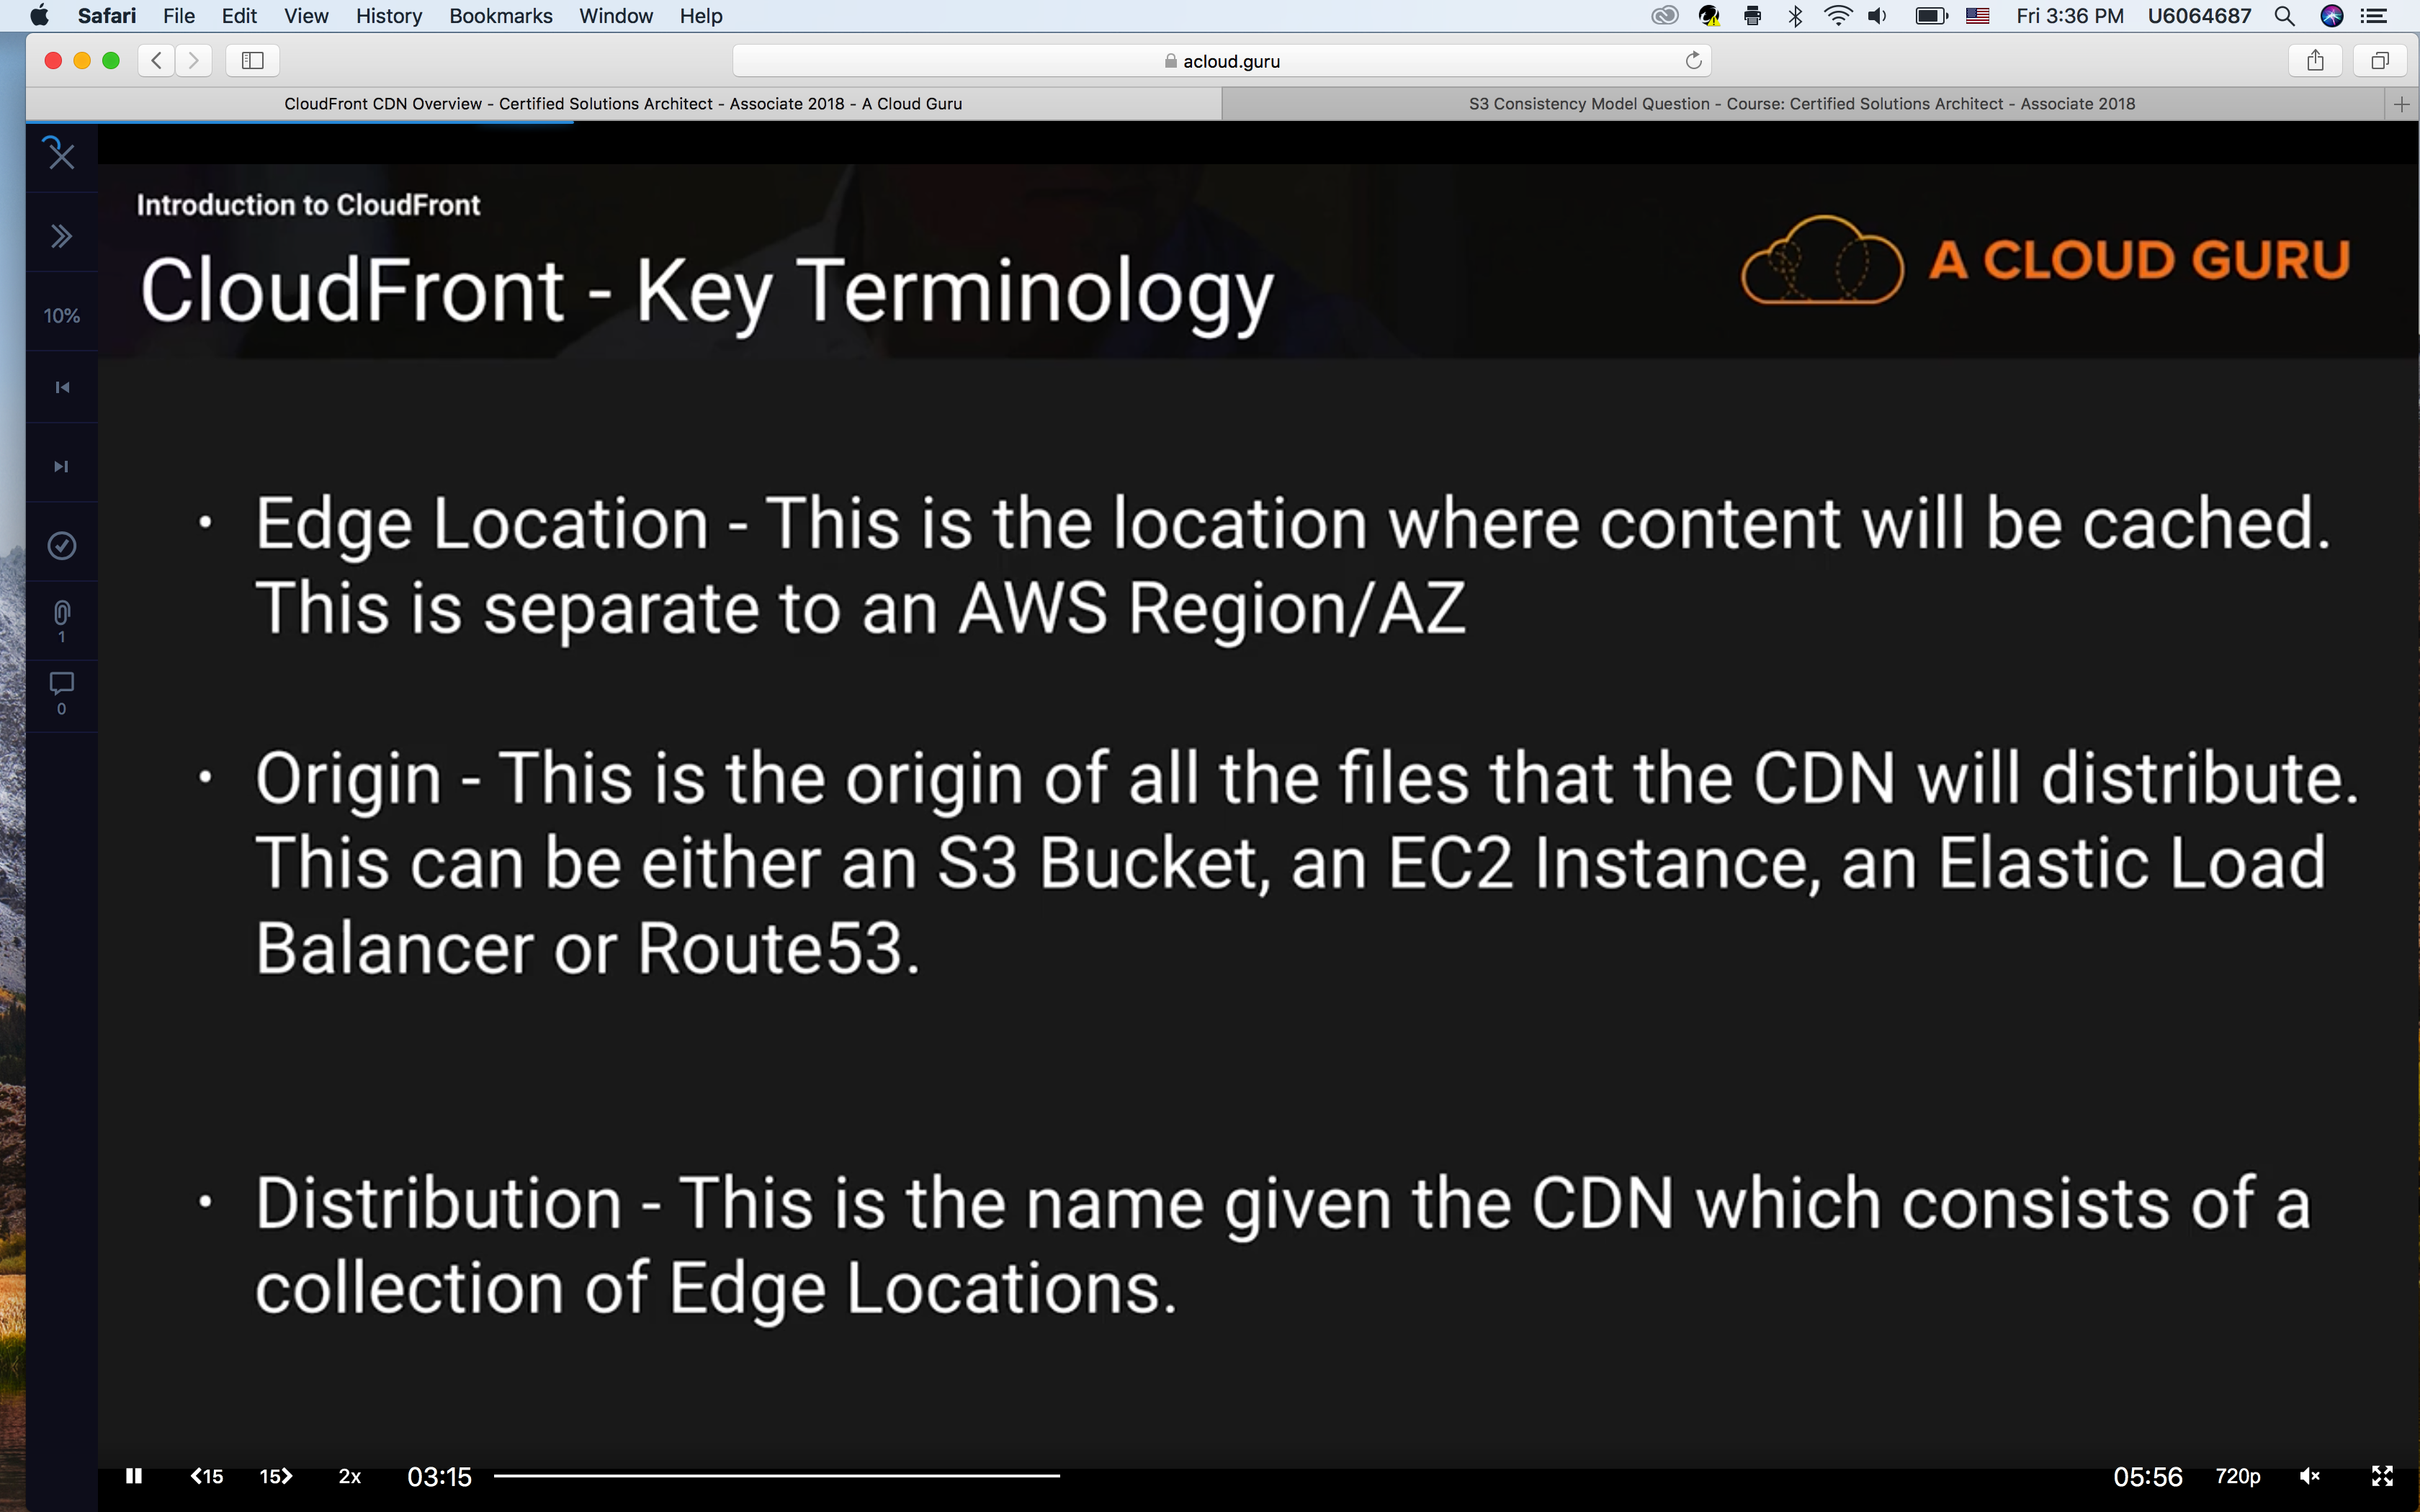 Safari File Edit View History Bookmarks Window Help Fri 3:36 PM U6064687
acloud.guru
CloudFront CDN Overview - Certified Solutions Architect - Associate 2018 - A Cloud Guru
S3 Consistency Model Question - Course: Certified Solutions Architect - Associate 2018
Introduction to CloudFront
CloudFront - Key Terminology
A CLOUD GURU
10%
1
0
• Edge Location - This is the location where content will be cached.
This is separate to an AWS Region/AZ
• Origin - This is the origin of all the files that the CDN will distribute.
This can be either an S3 Bucket, an EC2 Instance, an Elastic Load
Balancer or Route53.
• Distribution - This is the name given the CDN which consists of a
collection of Edge Locations.
15 15 2x 03:15 05:56 720p